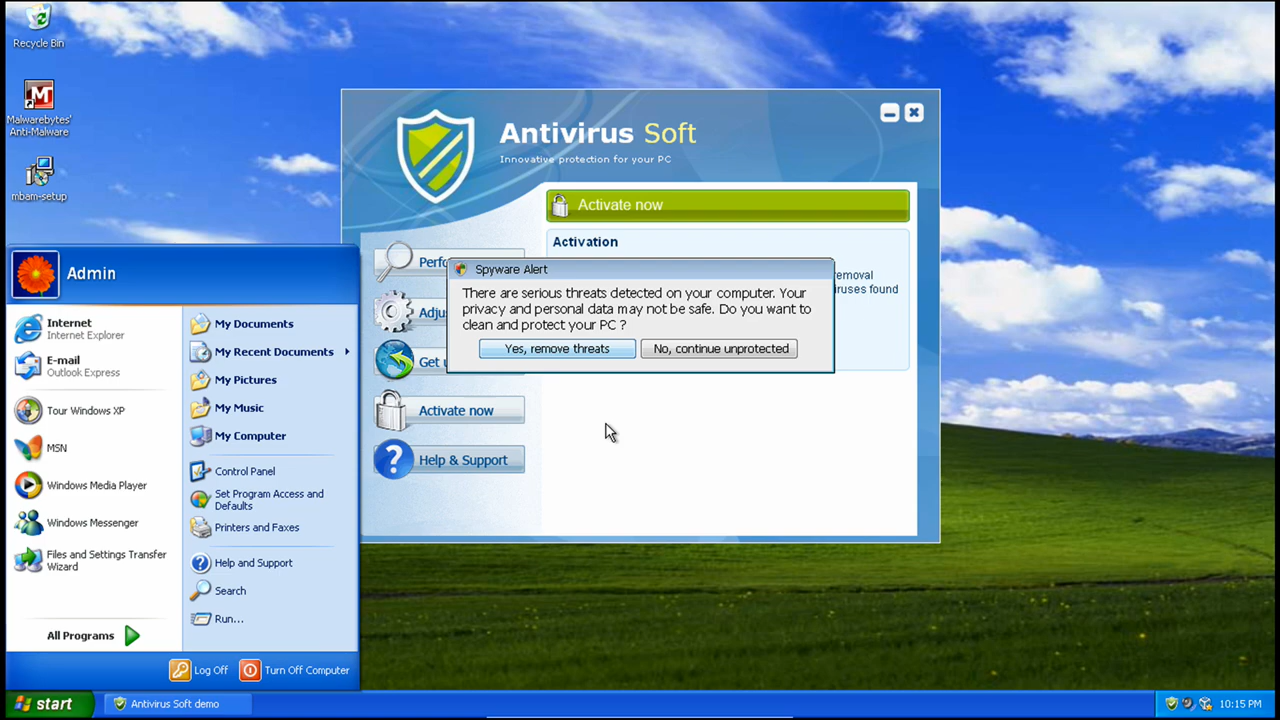 Recycle Bin
Malwarebytes'
Anti-Malware
mbam-setup
Antivirus Soft
Innovative protection for your PC
Activate now
Activation
removal
viruses found
Perfo
Adju
Get u
Activate now
Help & Support
Spyware Alert
There are serious threats detected on your computer. Your
privacy and personal data may not be safe. Do you want to
clean and protect your PC ?
Yes, remove threats
No, continue unprotected
Admin
Internet
Internet Explorer
E-mail
Outlook Express
Tour Windows XP
MSN
Windows Media Player
Windows Messenger
Files and Settings Transfer
Wizard
All Programs
My Documents
My Recent Documents
My Pictures
My Music
My Computer
Control Panel
Set Program Access and
Defaults
Printers and Faxes
Help and Support
Search
Run...
Log Off
Turn Off Computer
start
Antivirus Soft demo
10:15 PM